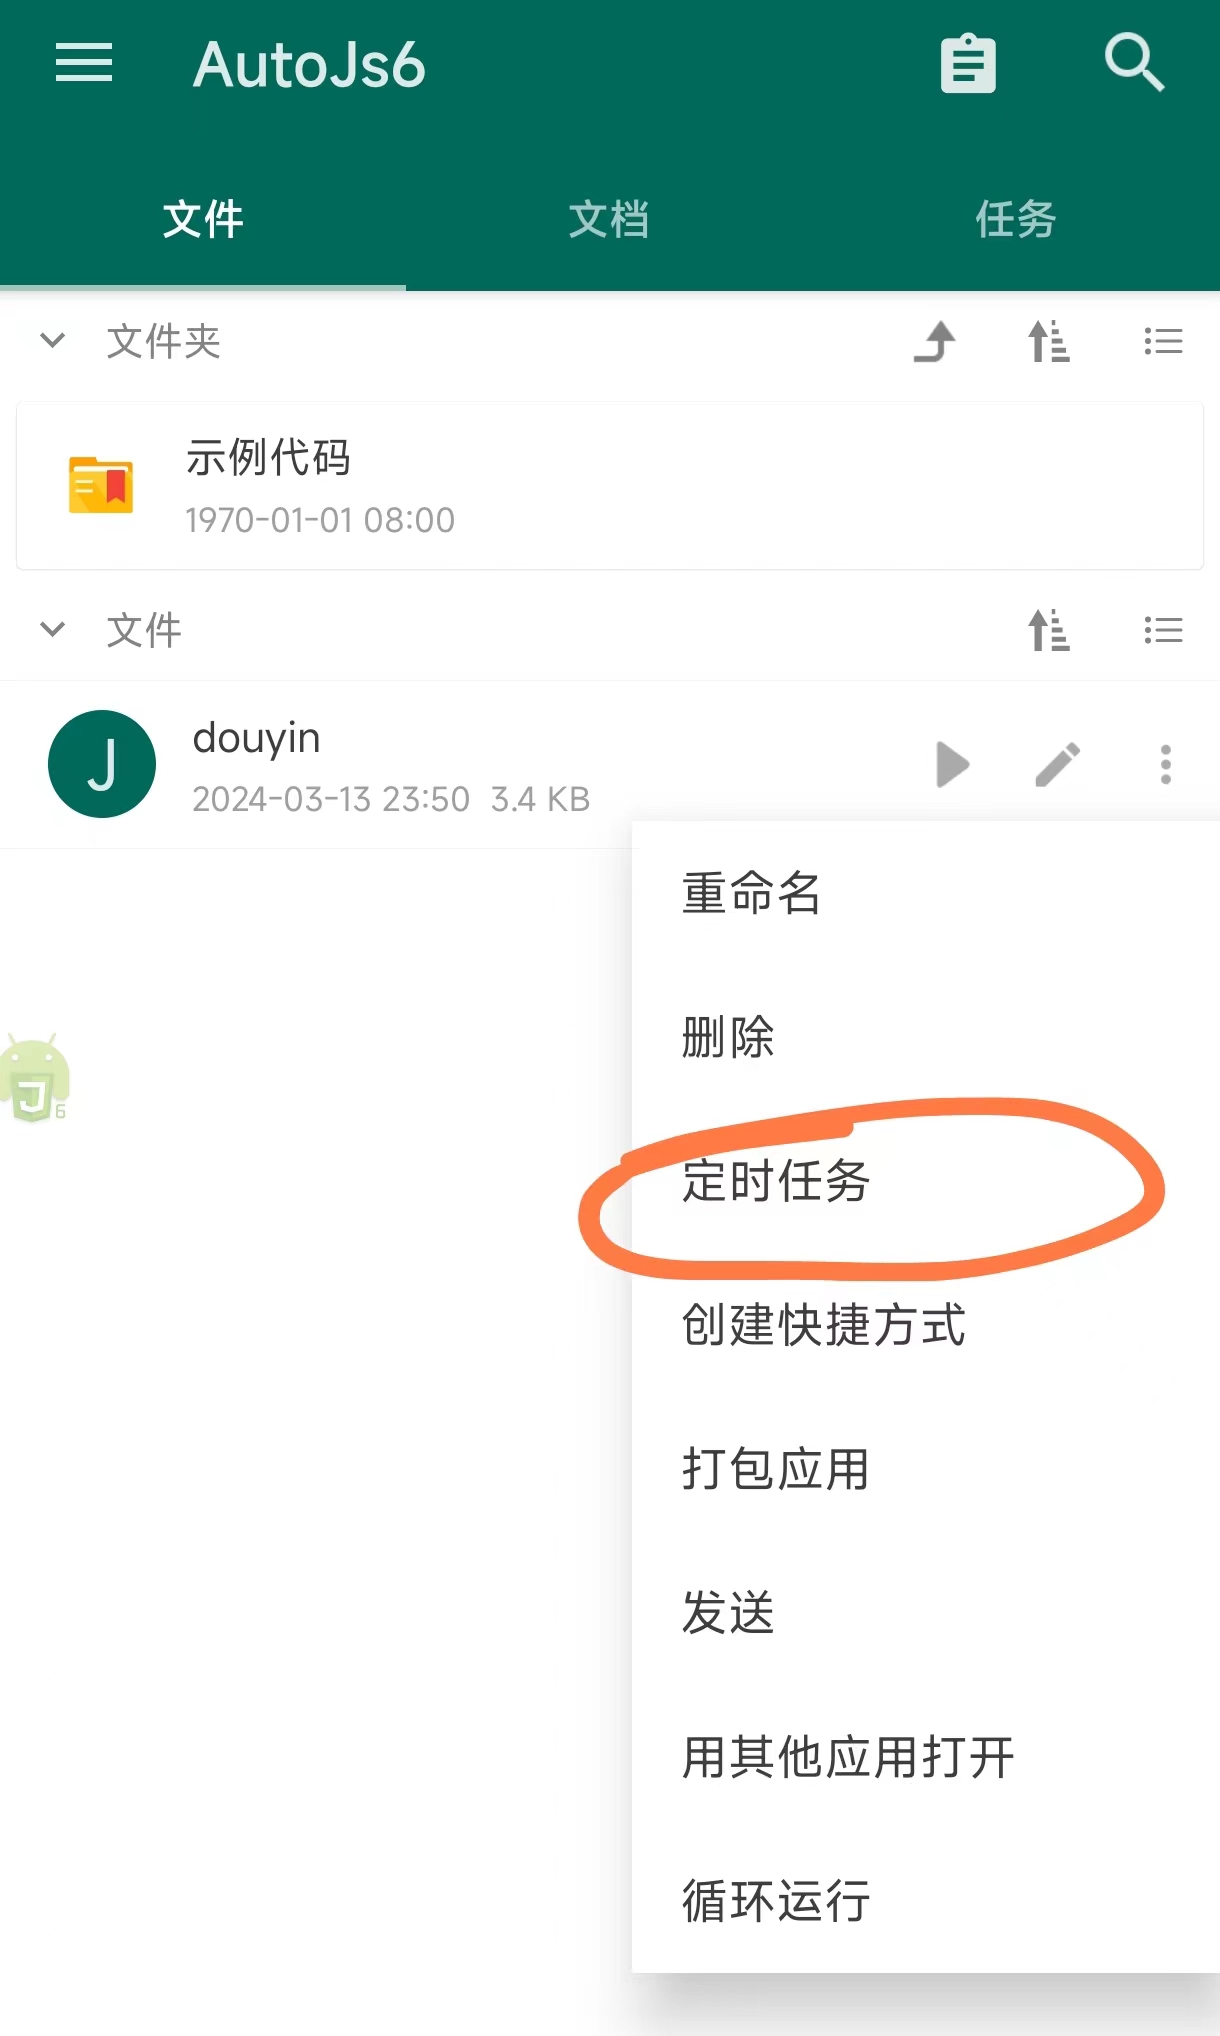 AutoJs6
文件
文档
任务
文件夹
示例代码
1970-01-01 08:00
文件
J
douyin
2024-03-13 23:50 3.4 KB
重命名
删除
J6
定时任务
创建快捷方式
打包应用
发送
用其他应用打开
循环运行